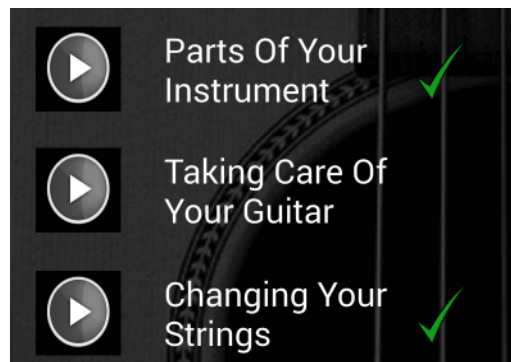 Parts Of Your
Instrument
Taking Care Of
Your Guitar
Changing Your
Strings